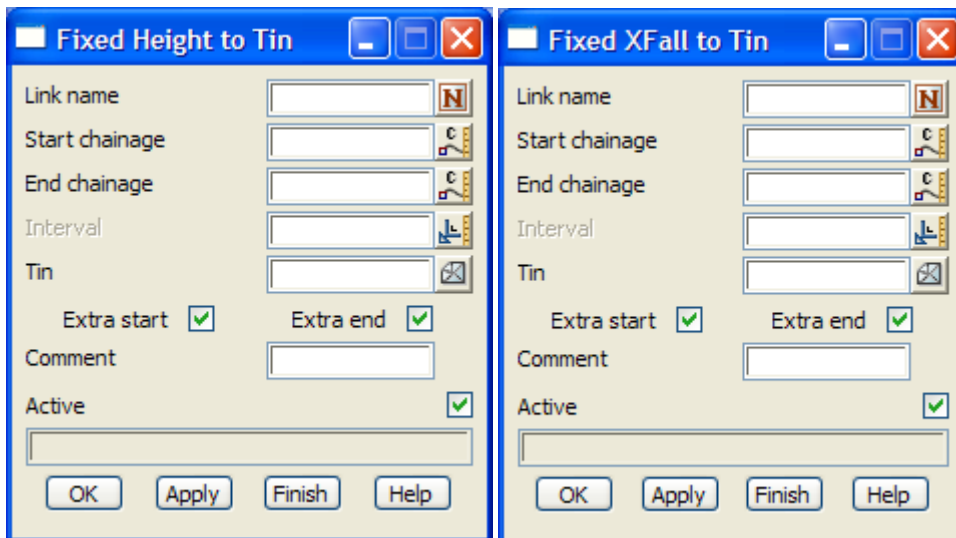 Fixed Height to Tin
Link name
N
Start chainage
C
End chainage
C
Interval
L
Tin
Extra start
Extra end
Comment
Active
OK
Apply
Finish
Help
Fixed XFall to Tin
Link name
N
Start chainage
C
End chainage
C
Interval
L
Tin
Extra start
Extra end
Comment
Active
OK
Apply
Finish
Help